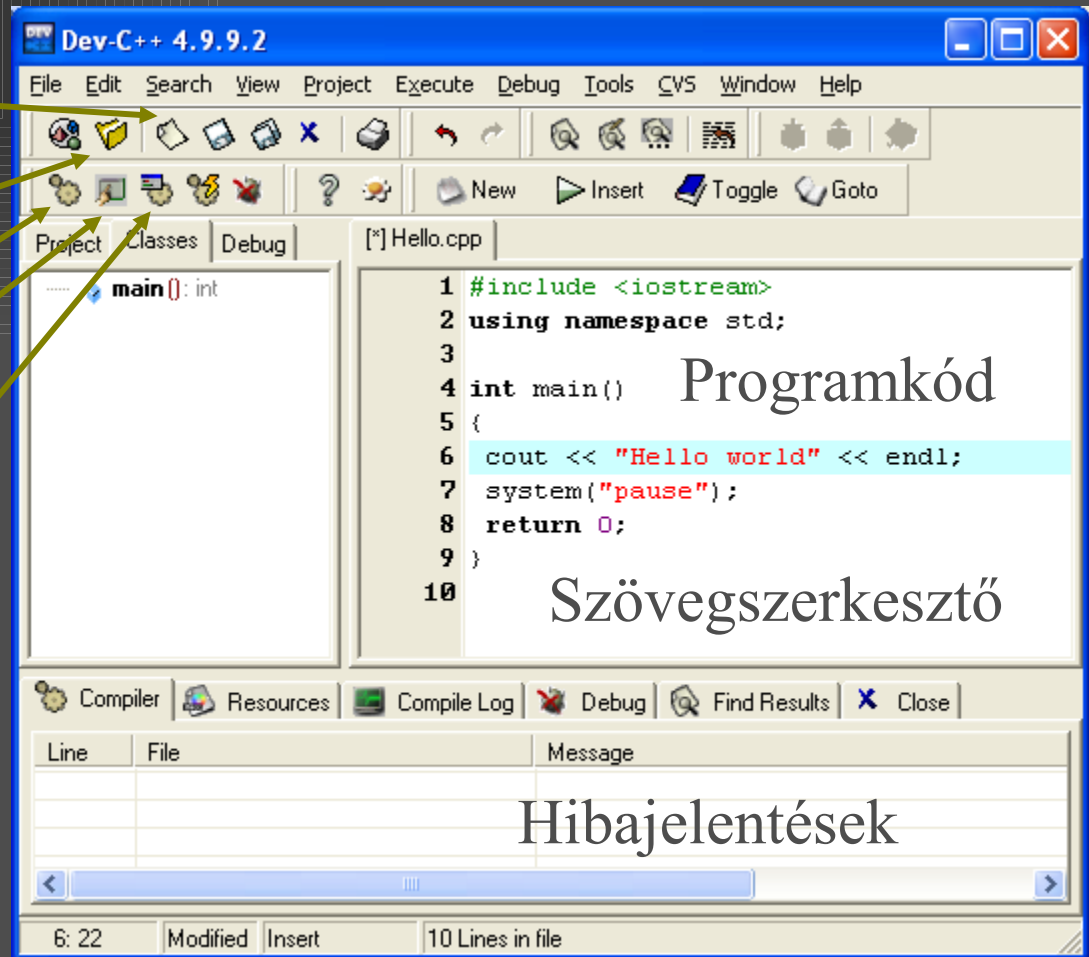 Dev-C++ 4.9.9.2
File Edit Search View Project Execute Debug Tools CVS Window Help
New Insert Toggle Goto
Project Classes Debug
[*] Hello.cpp
main(): int
1 #include <iostream>
2 using namespace std;
3
4 int main()
Programkód
5 {
6 cout << "Hello world" << endl;
7 system("pause");
8 return 0;
9 }
10
Szövegszerkesztő
Compiler Resources Compile Log Debug Find Results Close
Line File Message
Hibajelentések
6: 22 Modified Insert 10 Lines in file